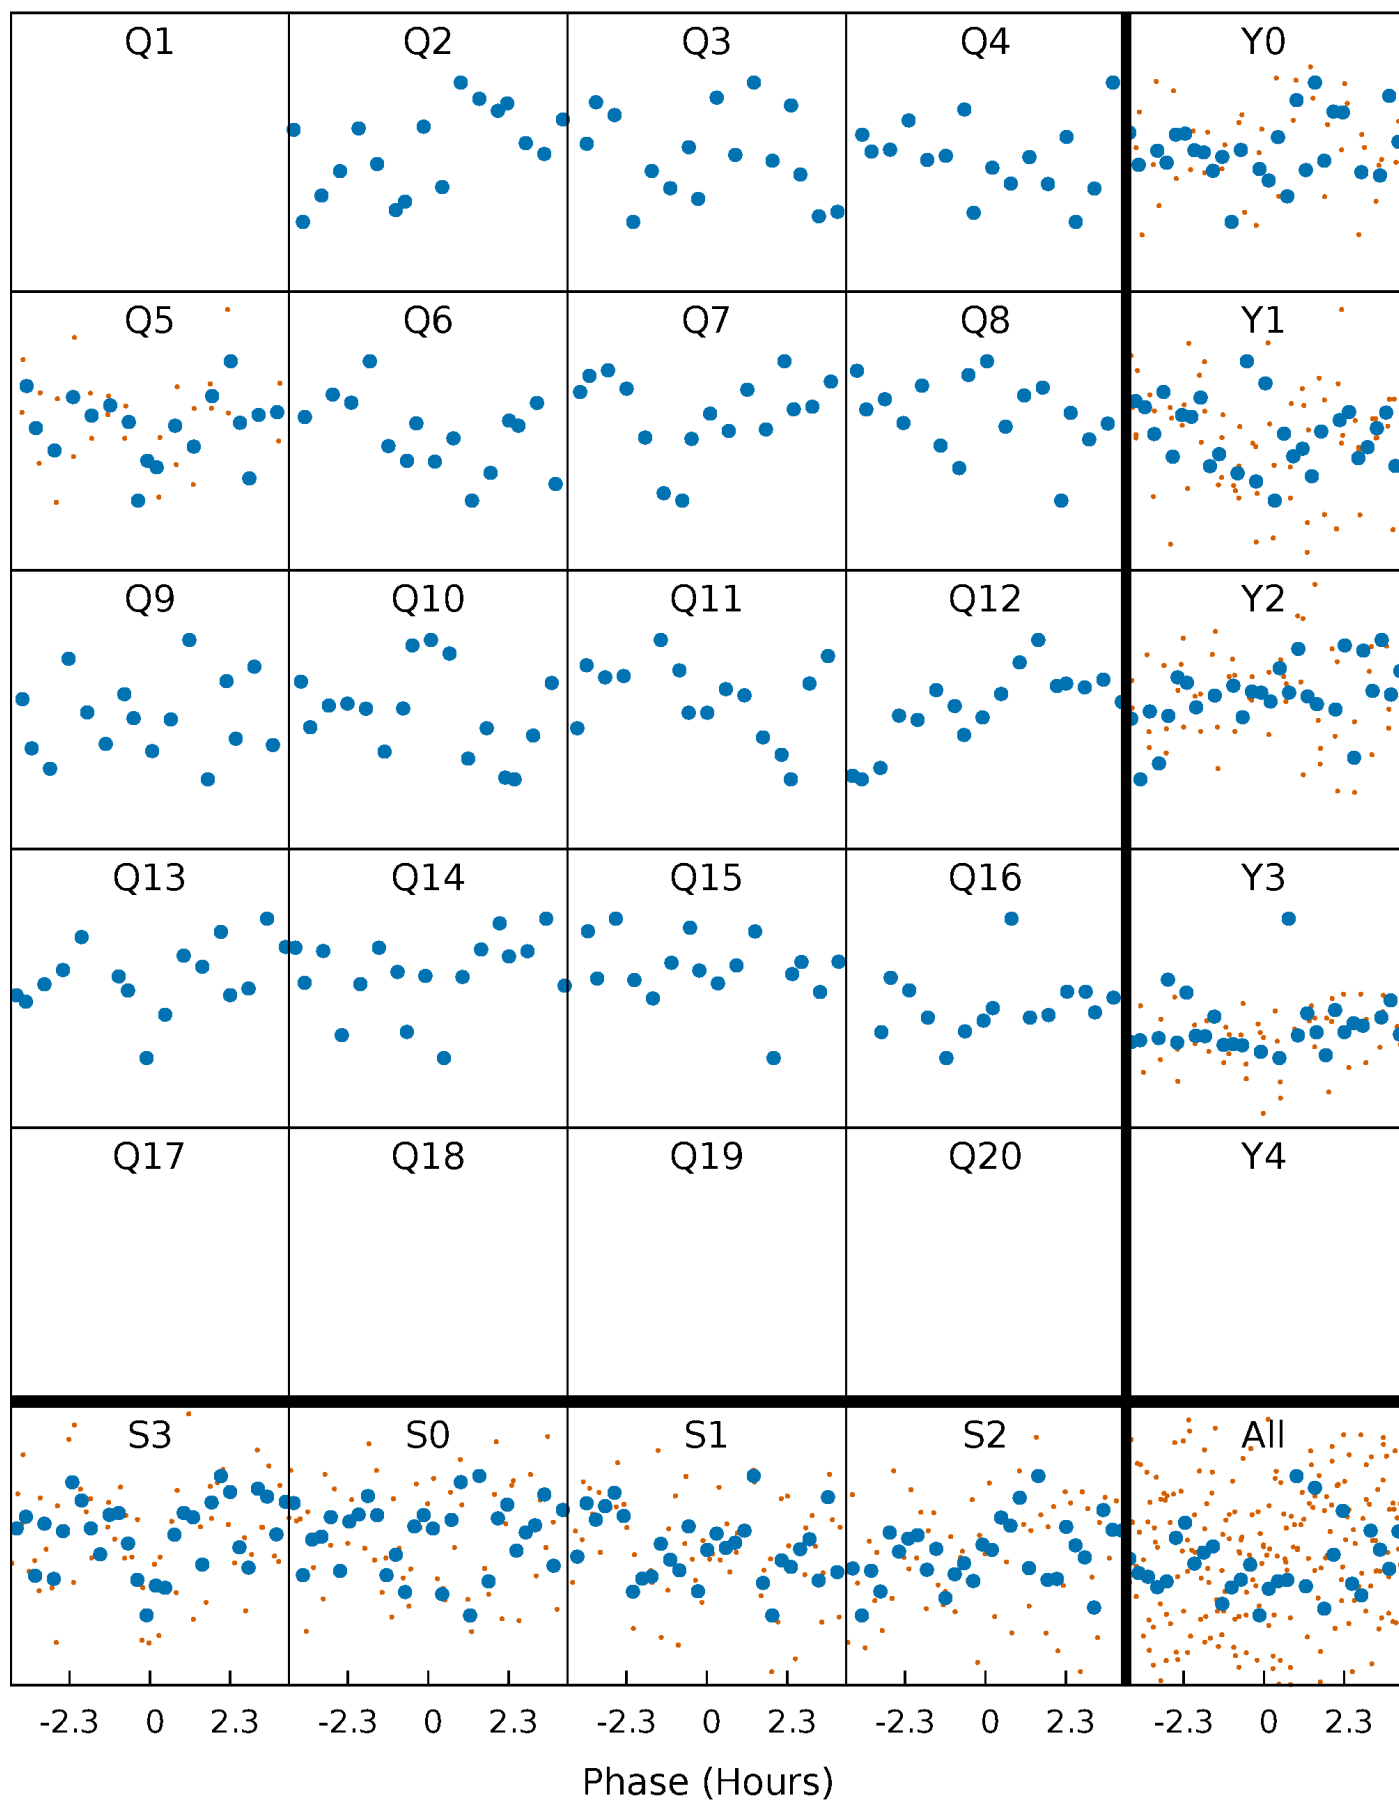 Q1 Q2 Q3 Q4 Y0
Q5 Q6 Q7 Q8 Y1
Q9 Q10 Q11 Q12 Y2
Q13 Q14 Q15 Q16 Y3
Q17 Q18 Q19 Q20 Y4
S3 S0 S1 S2 All
-2.3 0 2.3 -2.3 0 2.3 -2.3 0 2.3 -2.3 0 2.3 -2.3 0 2.3
Phase (Hours)